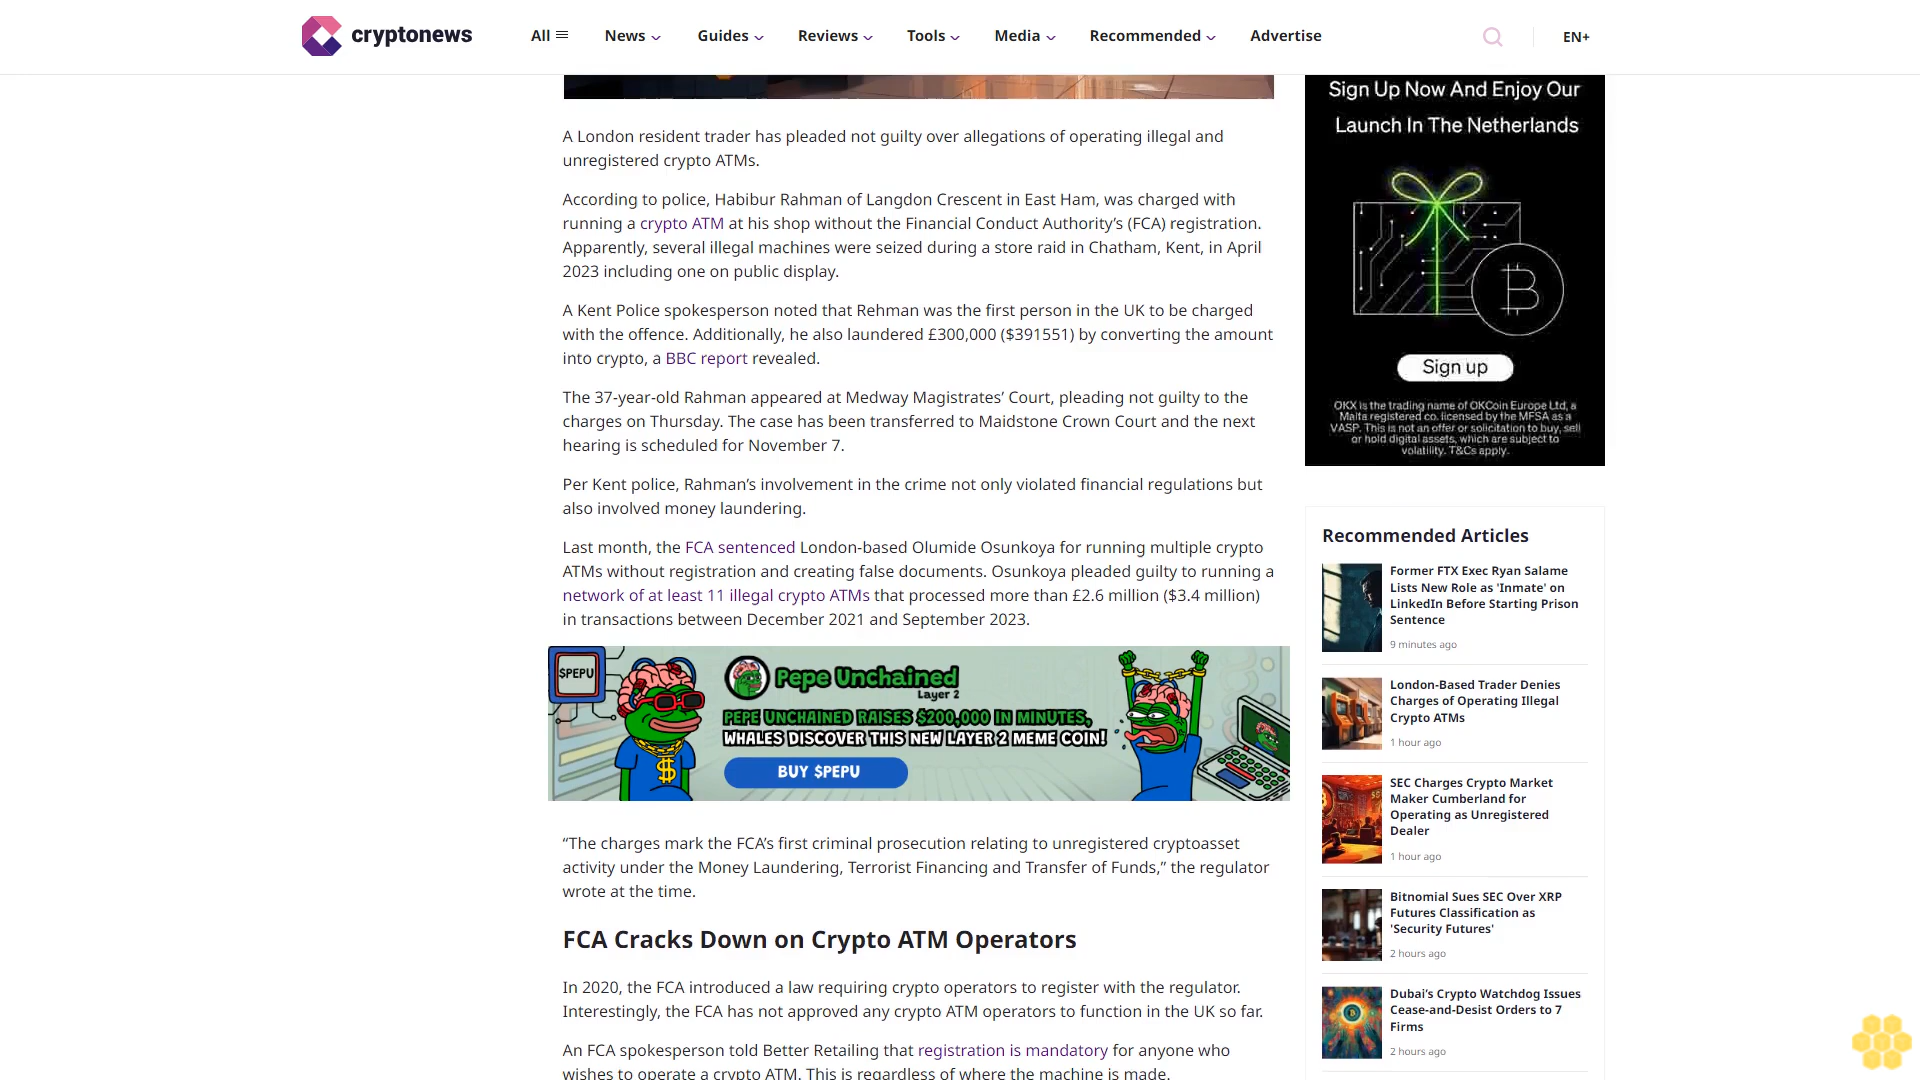 cryptonews
All
News
Guides
Reviews
Tools
Media
Recommended
Advertise
EN+
A London resident trader has pleaded not guilty over allegations of operating illegal and
unregistered crypto ATMs.
According to police, Habibur Rahman of Langdon Crescent in East Ham, was charged with
running a crypto ATM at his shop without the Financial Conduct Authority’s (FCA) registration.
Apparently, several illegal machines were seized during a store raid in Chatham, Kent, in April
2023 including one on public display.
A Kent Police spokesperson noted that Rehman was the first person in the UK to be charged
with the offence. Additionally, he also laundered £300,000 ($391551) by converting the amount
into crypto, a BBC report revealed.
The 37-year-old Rahman appeared at Medway Magistrates’ Court, pleading not guilty to the
charges on Thursday. The case has been transferred to Maidstone Crown Court and the next
hearing is scheduled for November 7.
Per Kent police, Rahman’s involvement in the crime not only violated financial regulations but
also involved money laundering.
Last month, the FCA sentenced London-based Olumide Osunkoya for running multiple crypto
ATMs without registration and creating false documents. Osunkoya pleaded guilty to running a
network of at least 11 illegal crypto ATMs that processed more than £2.6 million ($3.4 million)
in transactions between December 2021 and September 2023.
$PEPU
Pepe Unchained
Layer 2
PEPE UNCHAINED RAISES $200,000 IN MINUTES,
WHALES DISCOVER THIS NEW LAYER 2 MEME COIN!
BUY $PEPU
“The charges mark the FCA’s first criminal prosecution relating to unregistered cryptoasset
activity under the Money Laundering, Terrorist Financing and Transfer of Funds,” the regulator
wrote at the time.
FCA Cracks Down on Crypto ATM Operators
In 2020, the FCA introduced a law requiring crypto operators to register with the regulator.
Interestingly, the FCA has not approved any crypto ATM operators to function in the UK so far.
An FCA spokesperson told Better Retailing that registration is mandatory for anyone who
wishes to operate a crypto ATM. This is regardless of where the machine is made.
Sign Up Now And Enjoy Our
Launch In The Netherlands
Sign up
OKX is the trading name of OKCoin Europe Ltd, a
Malta registered co. licensed by the MFSA as a
VASP. This is not an offer or solicitation to buy, sell
or hold digital assets, which are subject to
volatility. T&Cs apply.
Recommended Articles
Former FTX Exec Ryan Salame
Lists New Role as 'Inmate' on
LinkedIn Before Starting Prison
Sentence
9 minutes ago
London-Based Trader Denies
Charges of Operating Illegal
Crypto ATMs
1 hour ago
SEC Charges Crypto Market
Maker Cumberland for
Operating as Unregistered
Dealer
1 hour ago
Bitnomial Sues SEC Over XRP
Futures Classification as
'Security Futures'
2 hours ago
Dubai’s Crypto Watchdog Issues
Cease-and-Desist Orders to 7
Firms
2 hours ago